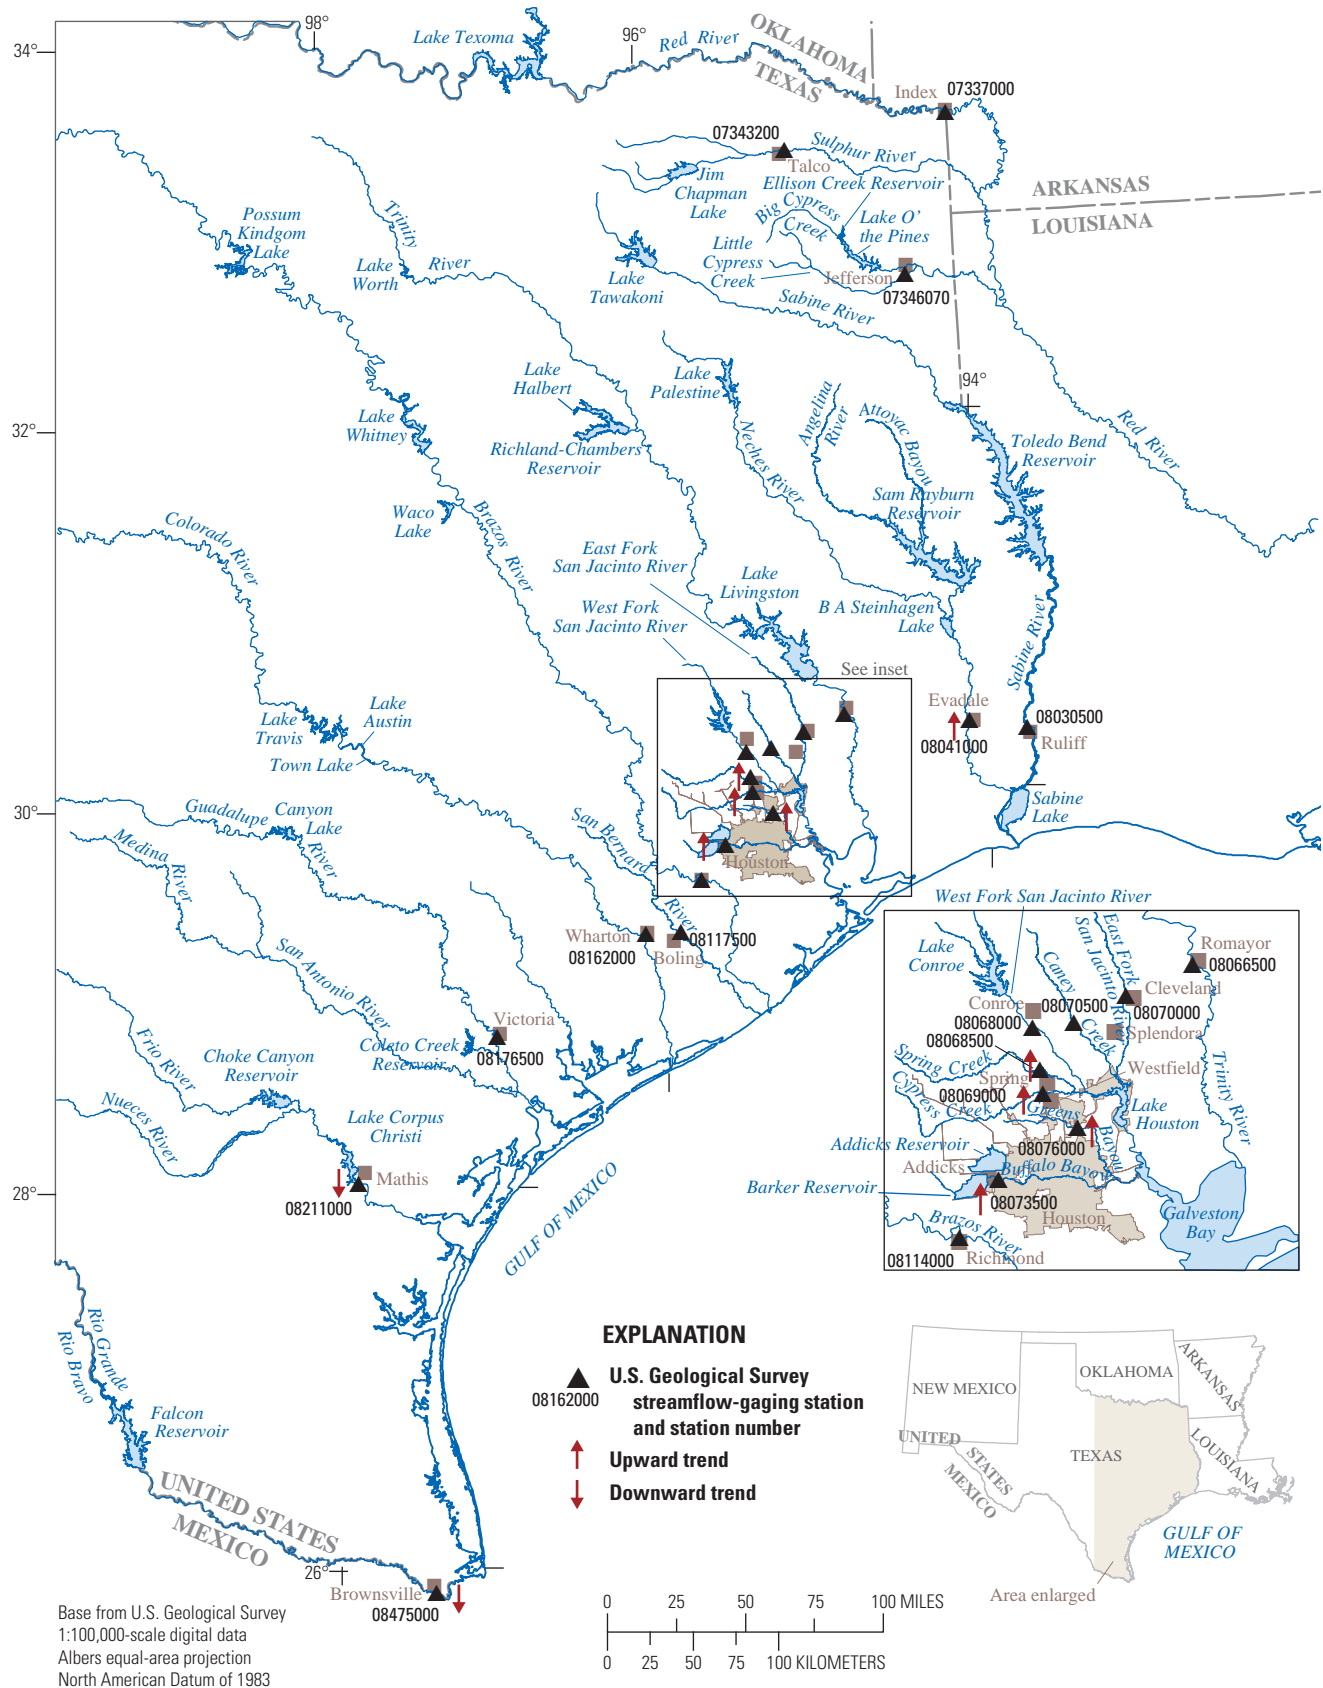 98°
96°
34°
Lake Texoma
Red River
OKLAHOMA
TEXAS
Index
07337000
07343200
Talco
Sulphur River
Jim
Chapman
Lake
Ellison Creek Reservoir
Big Cypress
Creek
Lake O'
the Pines
Little
Cypress
Creek
Jefferson
07346070
ARKANSAS
LOUISIANA
Possum
Kindgom
Lake
Trinity
River
Lake
Worth
Lake
Tawakoni
Sabine River
94°
Lake
Halbert
Lake
Palestine
Angelina
River
Attoyac Bayou
32°
Lake
Whitney
Richland-Chambers
Reservoir
Neches River
Toledo Bend
Reservoir
Red River
Sam Rayburn
Reservoir
Waco
Lake
Brazos River
Colorado River
East Fork
San Jacinto River
Lake
Livingston
West Fork
San Jacinto River
B A Steinhagen
Lake
Sabine River
See inset
Evadale
08041000
08030500
Ruliff
Lake
Austin
Lake
Travis
Town Lake
Sabine
Lake
30°
Guadalupe
River
Canyon
Lake
Medina
River
San Bernard
River
Houston
Wharton
08162000
Boling
08117500
San Antonio River
Victoria
08176500
Coleto Creek
Reservoir
Frio River
Choke Canyon
Reservoir
Nueces River
Lake Corpus
Christi
Mathis
08211000
28°
GULF OF MEXICO
West Fork San Jacinto River
Lake
Conroe
Caney
Creek
East Fork
San Jacinto River
Romayor
08066500
Cleveland
08070000
Conroe
08070500
08068000
08068500
Splendora
Spring Creek
Spring
Westfield
08069000
Cypress Creek
Greens
Bayou
Lake
Houston
Trinity River
08076000
Addicks Reservoir
Addicks
Buffalo Bayou
Barker Reservoir
08073500
Houston
Galveston
Bay
Brazos River
08114000
Richmond
Rio Grande
Rio Bravo
Falcon
Reservoir
UNITED STATES
MEXICO
26°
Brownsville
08475000
EXPLANATION
08162000
U.S. Geological Survey
streamflow-gaging station
and station number
Upward trend
Downward trend
NEW MEXICO
OKLAHOMA
ARKANSAS
TEXAS
LOUISIANA
UNITED STATES
MEXICO
GULF OF
MEXICO
Area enlarged
0 25 50 75 100 MILES
0 25 50 75 100 KILOMETERS
Base from U.S. Geological Survey
1:100,000-scale digital data
Albers equal-area projection
North American Datum of 1983